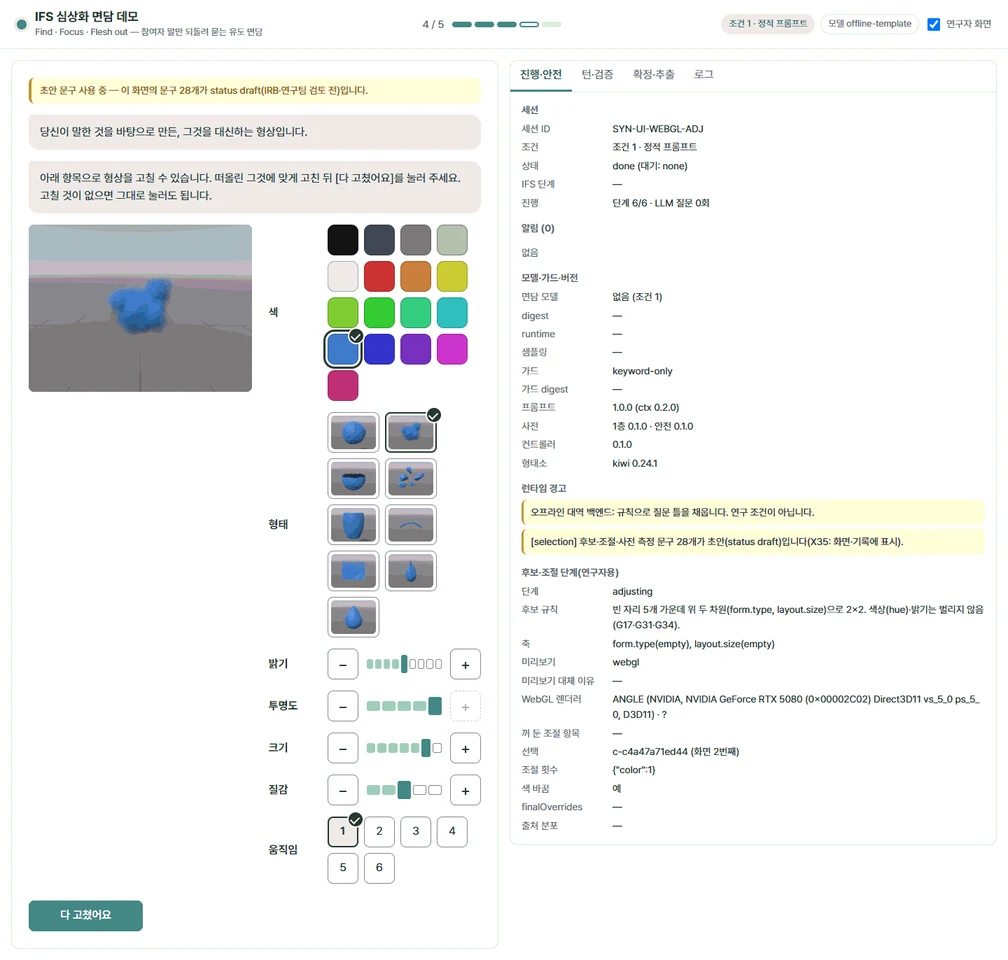 IFS 심상화 면담 데모
Find · Focus · Flesh out — 참여자 말만 되돌려 묻는 유도 면담
4 / 5
조건 1 · 정적 프롬프트
모델 offline-template
연구자 화면
초안 문구 사용 중 — 이 화면의 문구 28개가 status draft(IRB·연구팀 검토 전)입니다.
당신이 말한 것을 바탕으로 만든, 그것을 대신하는 형상입니다.
아래 항목으로 형상을 고칠 수 있습니다. 떠올린 그것에 맞게 고친 뒤 [다 고쳤어요]를 눌러 주세요.
고칠 것이 없으면 그대로 눌러도 됩니다.
색
형태
밝기
−
+
투명도
−
+
크기
−
+
질감
−
+
움직임
1
2
3
4
5
6
다 고쳤어요
진행·안전
턴·검증
확정·추출
로그
세션
세션 ID SYN-UI-WEBGL-ADJ
조건 조건 1 · 정적 프롬프트
상태 done (대기: none)
IFS 단계 —
진행 단계 6/6 · LLM 질문 0회
알림 (0)
없음
모델·가드·버전
면담 모델 없음 (조건 1)
digest —
runtime —
샘플링 —
가드 keyword-only
가드 digest —
프롬프트 1.0.0 (ctx 0.2.0)
사전 1층 0.1.0 · 안전 0.1.0
컨트롤러 0.1.0
형태소 kiwi 0.24.1
런타임 경고
오프라인 대역 백엔드: 규칙으로 질문 틀을 채웁니다. 연구 조건이 아닙니다.
[selection] 후보·조절·사전 측정 문구 28개가 초안(status draft)입니다(X35: 화면·기록에 표시).
후보·조절 단계(연구자용)
단계 adjusting
후보 규칙 빈 자리 5개 가운데 위 두 차원(form.type, layout.size)으로 2×2. 색상(hue)·밝기는 벌리지 않음
(G17·G31·G34).
축 form.type(empty), layout.size(empty)
미리보기 webgl
미리보기 대체 이유 —
WebGL 렌더러 ANGLE (NVIDIA, NVIDIA GeForce RTX 5080 (0x00002C02) Direct3D11 vs_5_0 ps_5_
0, D3D11) · ?
꺼 둔 조절 항목 —
선택 c-c4a47a71ed44 (화면 2번째)
조절 횟수 {"color":1}
색 바꿈 예
finalOverrides —
출처 분포 —